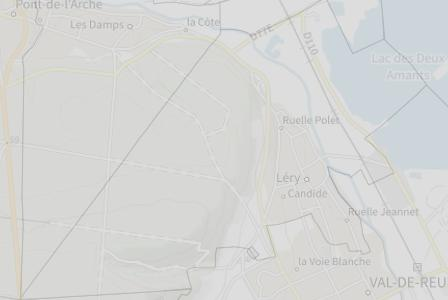 Pont-de-l'Arche
Les Damps
la Côte
D77E
D110
Lac des Deux
Amants
Ruelle Polet
Léry
Candide
Ruelle Jeannet
la Voie Blanche
VAL-DE-REU